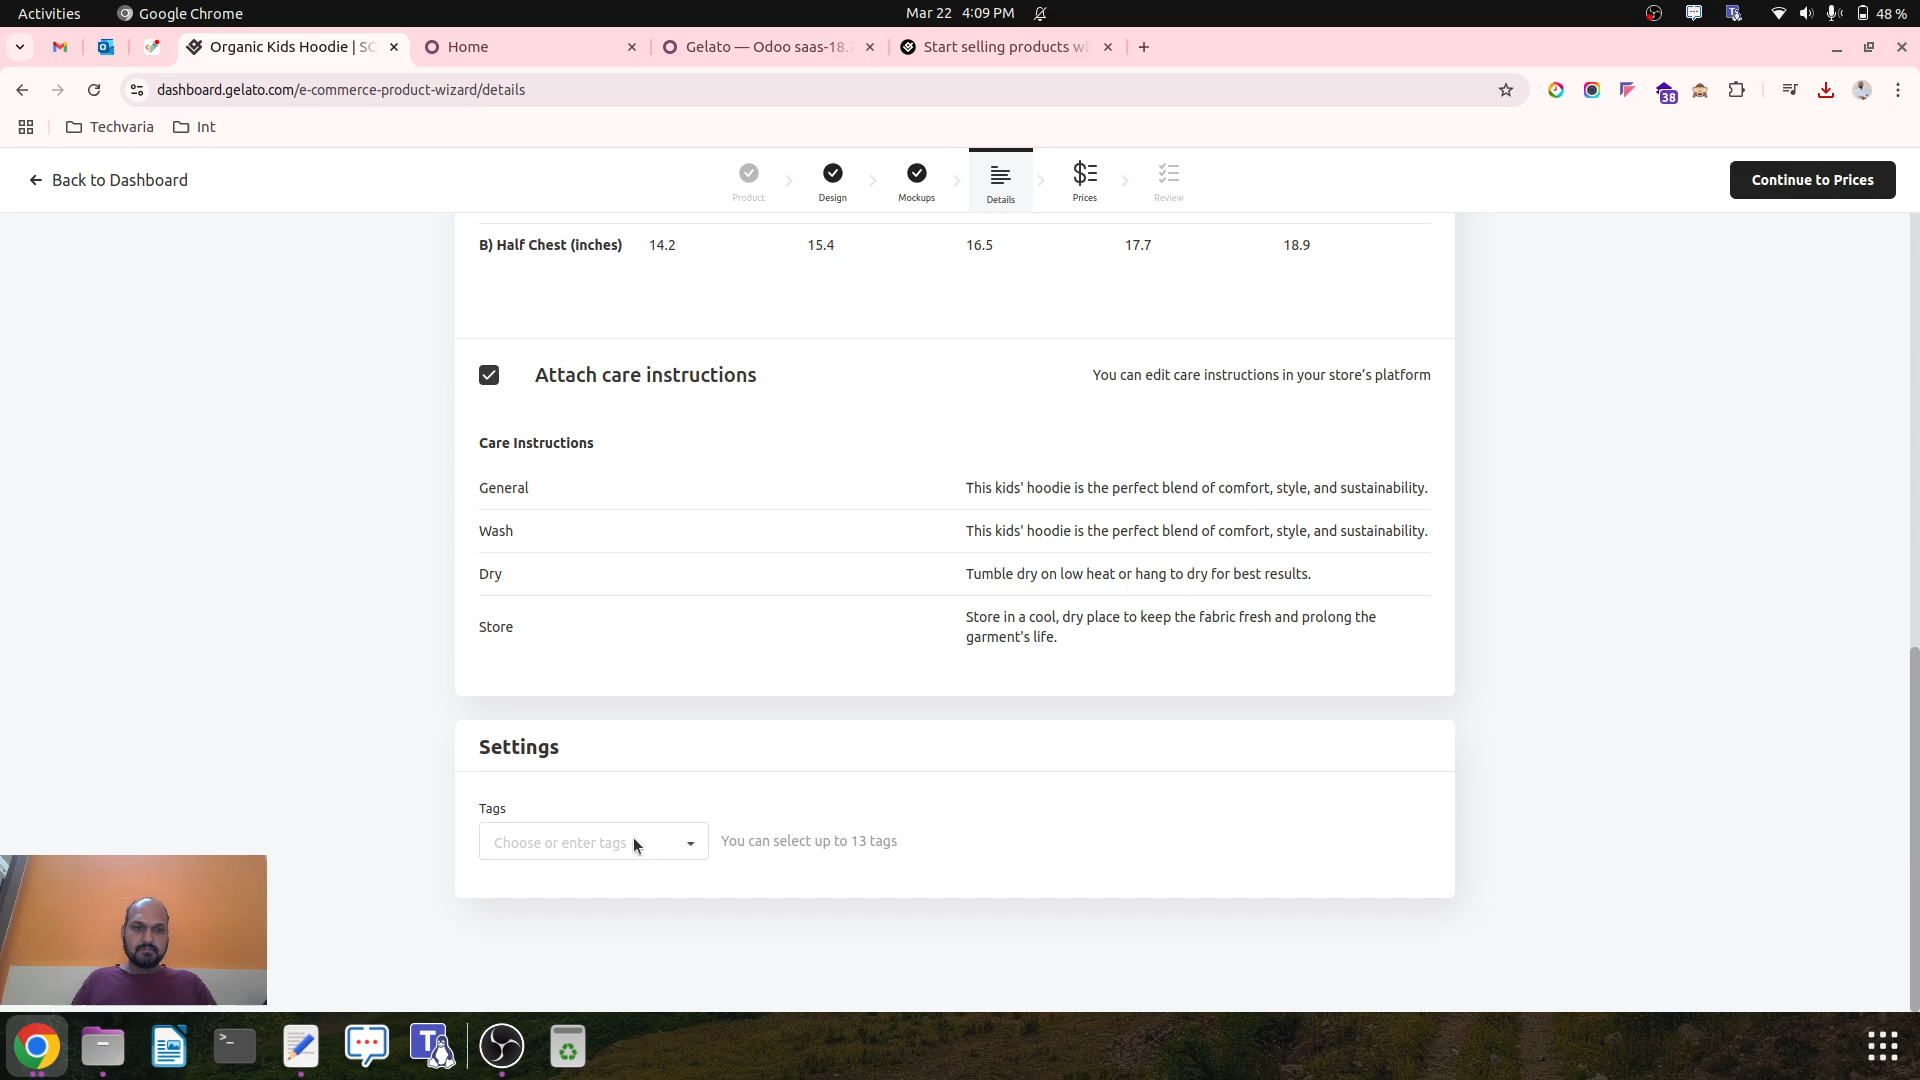 Activities
Google Chrome
Mar 22 4:09 PM
48 %
Organic Kids Hoodie | SC
Home
Gelato — Odoo saas-18.
Start selling products wi
dashboard.gelato.com/e-commerce-product-wizard/details
38
Techvaria
Int
Back to Dashboard
Product
Design
Mockups
Details
Prices
Review
Continue to Prices
B) Half Chest (inches) 14.2 15.4 16.5 17.7 18.9
Attach care instructions
You can edit care instructions in your store's platform
Care Instructions
General
This kids' hoodie is the perfect blend of comfort, style, and sustainability.
Wash
This kids' hoodie is the perfect blend of comfort, style, and sustainability.
Dry
Tumble dry on low heat or hang to dry for best results.
Store
Store in a cool, dry place to keep the fabric fresh and prolong the
garment's life.
Settings
Tags
Choose or enter tags
You can select up to 13 tags